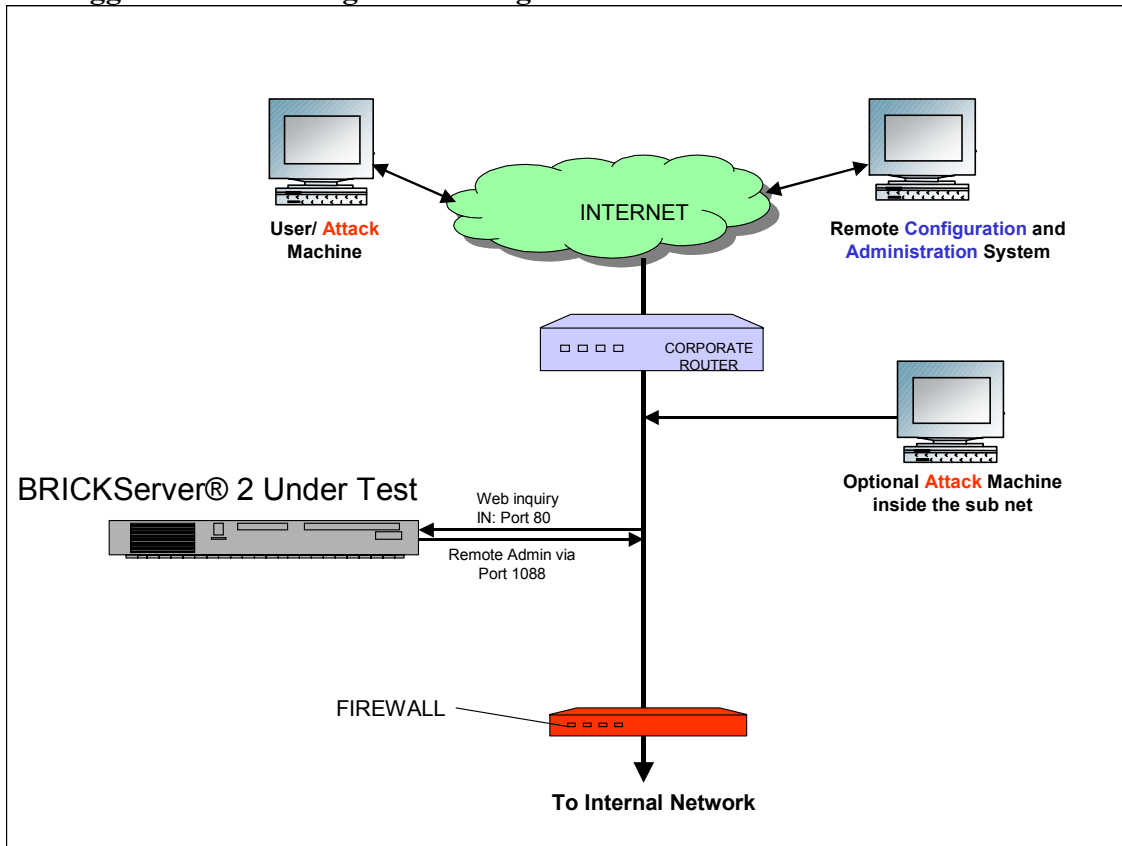 INTERNET
User/ Attack
Machine
Remote Configuration and
Administration System
CORPORATE
ROUTER
Optional Attack Machine
inside the sub net
BRICKServer® 2 Under Test
Web inquiry
IN: Port 80
Remote Admin via
Port 1088
FIREWALL
To Internal Network